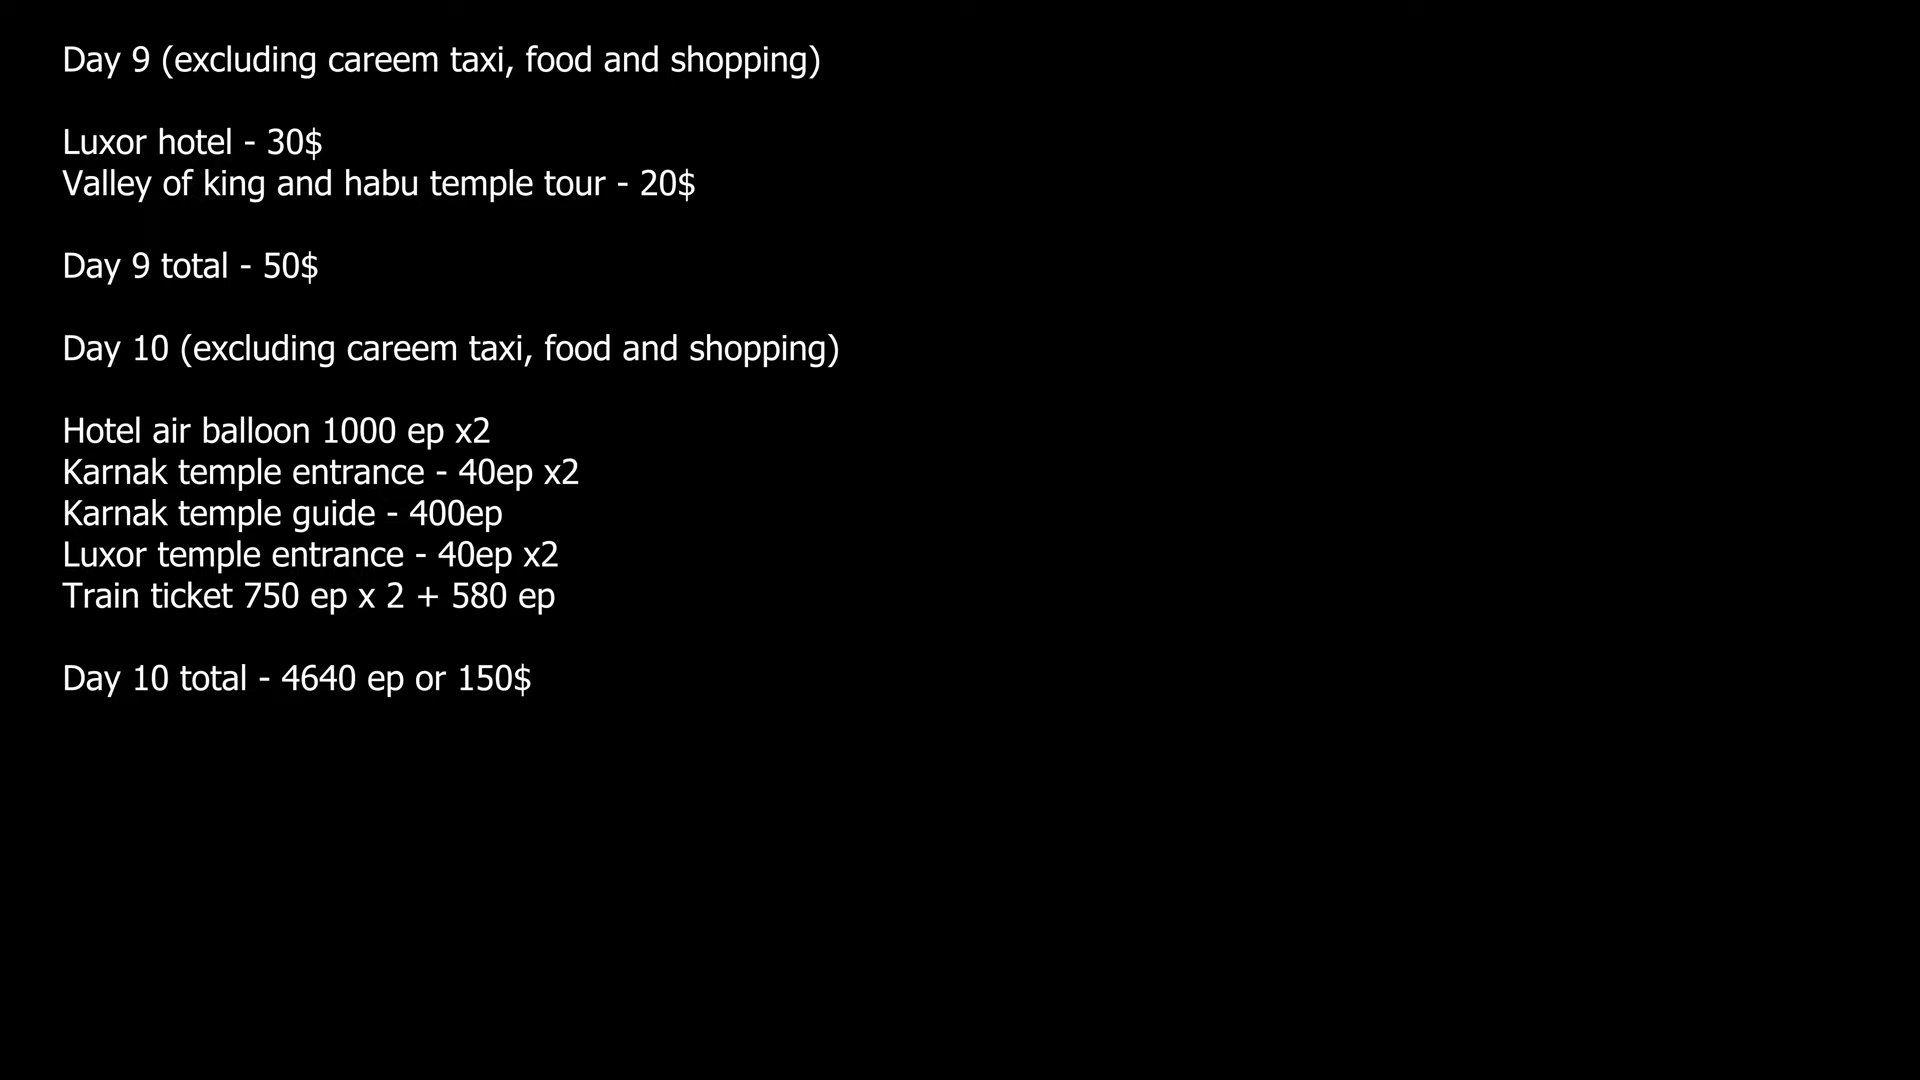 Day 9 (excluding careem taxi, food and shopping)
Luxor hotel - 30$
Valley of king and habu temple tour - 20$
Day 9 total - 50$
Day 10 (excluding careem taxi, food and shopping)
Hotel air balloon 1000 ep x2
Karnak temple entrance - 40ep x2
Karnak temple guide - 400ep
Luxor temple entrance - 40ep x2
Train ticket 750 ep x 2 + 580 ep
Day 10 total - 4640 ep or 150$